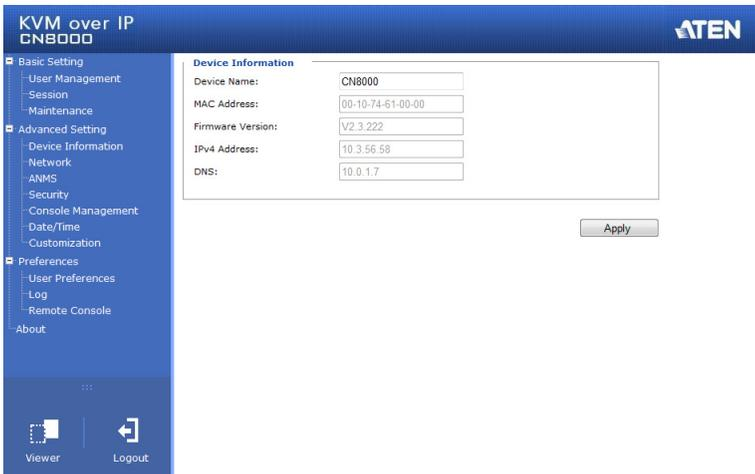 KVM over IP
CN8000
ATEN
Basic Setting
User Management
Session
Maintenance
Advanced Setting
Device Information
Network
ANMS
Security
Console Management
Date/Time
Customization
Preferences
User Preferences
Log
Remote Console
About
Viewer
Logout
Device Information
Device Name: CN8000
MAC Address: 00-10-74-61-00-00
Firmware Version: V2.3.222
IPv4 Address: 10.3.56.58
DNS: 10.0.1.7
Apply